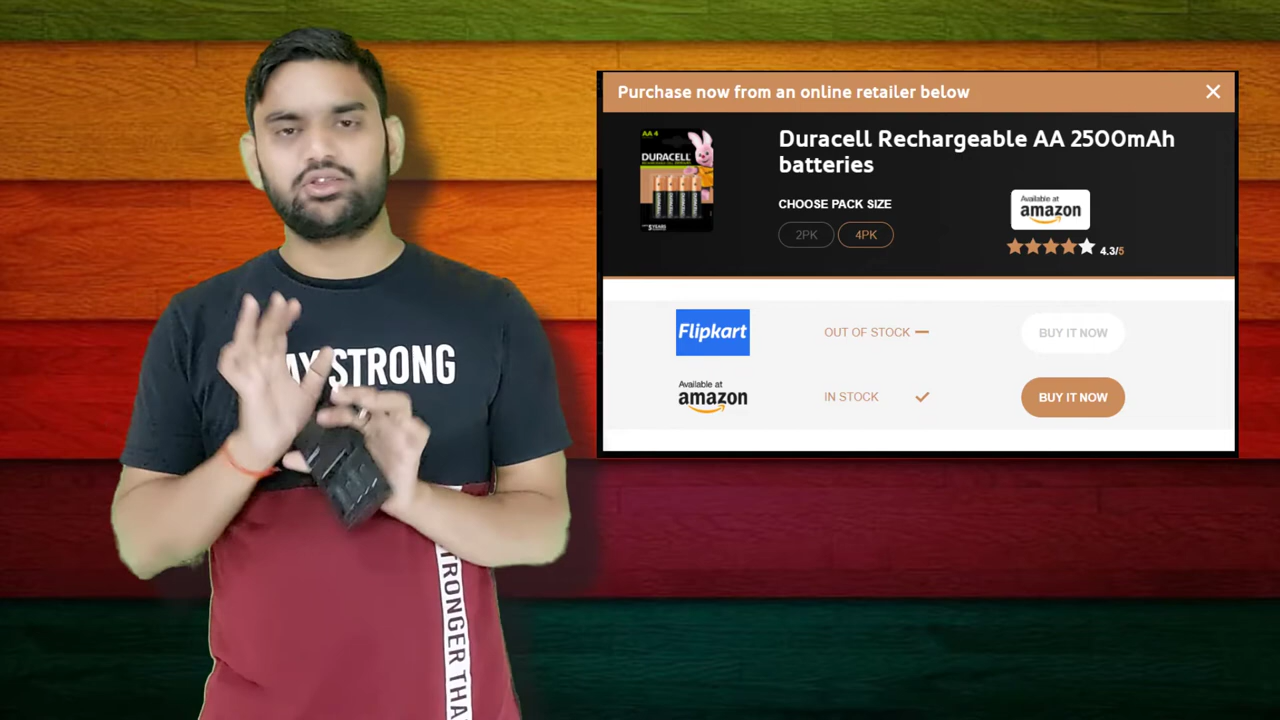 Purchase now from an online retailer below
AA 4
DURACELL
Duracell Rechargeable AA 2500mAh
batteries
CHOOSE PACK SIZE
2PK
4PK
Available at
amazon
4.3/5
Flipkart
OUT OF STOCK
BUY IT NOW
Available at
amazon
IN STOCK
BUY IT NOW
STRONG
TRONGER THA